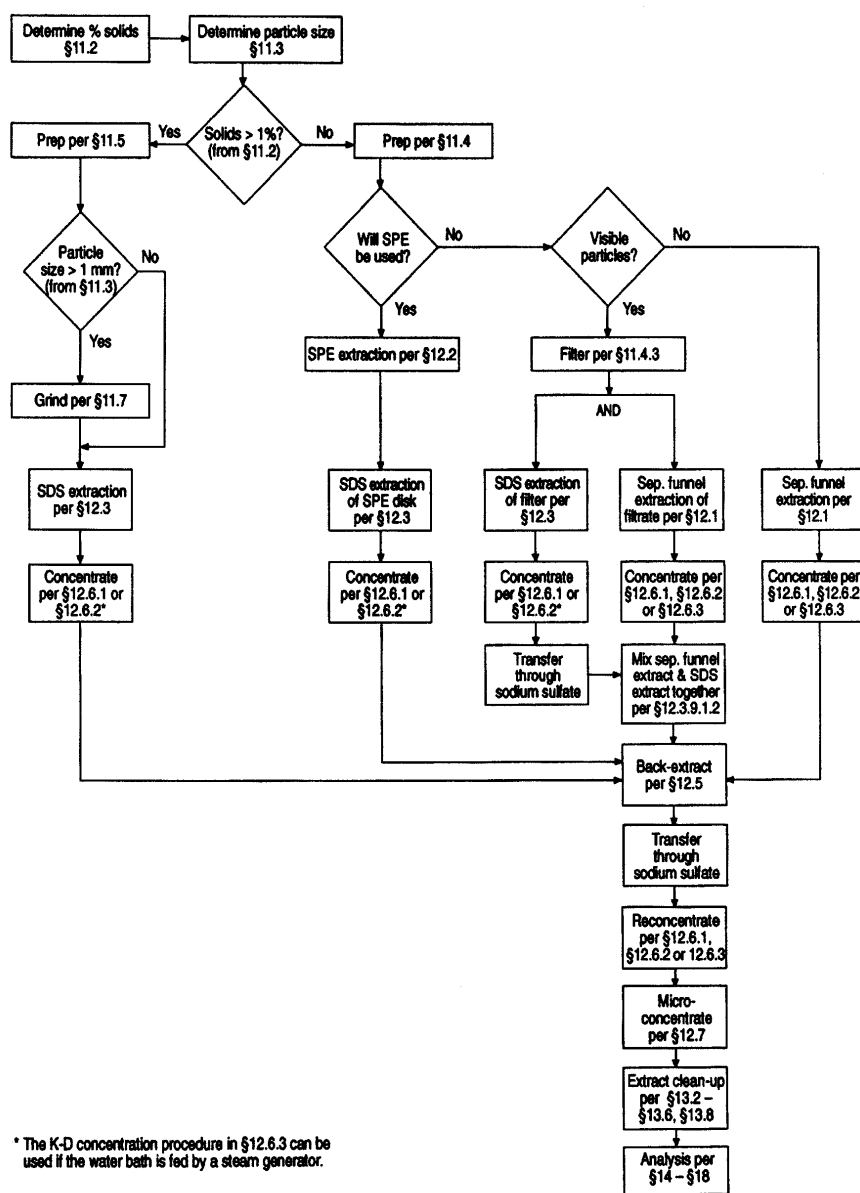 Determine % solids
§11.2
Determine particle size
§11.3
Solids > 1%?
(from §11.2)
Yes
No
Prep per §11.5
Prep per §11.4
Particle
size > 1 mm?
(from §11.3)
No
Yes
Will SPE
be used?
No
Yes
Visible
particles?
No
Yes
Grind per §11.7
SPE extraction per §12.2
Filter per §11.4.3
AND
SDS extraction
per §12.3
SDS extraction
of SPE disk
per §12.3
SDS extraction
of filter per
§12.3
Sep. funnel
extraction of
filtrate per §12.1
Sep. funnel
extraction per
§12.1
Concentrate
per §12.6.1 or
§12.6.2*
Concentrate
per §12.6.1 or
§12.6.2*
Concentrate
per §12.6.1 or
§12.6.2*
Concentrate per
§12.6.1, §12.6.2
or §12.6.3
Concentrate per
§12.6.1, §12.6.2
or §12.6.3
Transfer
through
sodium sulfate
Mix sep. funnel
extract & SDS
extract together
per §12.3.9.1.2
Back-extract
per §12.5
Transfer
through
sodium sulfate
Reconcentrate
per §12.6.1,
§12.6.2 or 12.6.3
Micro-
concentrate
per §12.7
Extract clean-up
per §13.2 –
§13.6, §13.8
Analysis per
§14 – §18
* The K-D concentration procedure in §12.6.3 can be
used if the water bath is fed by a steam generator.